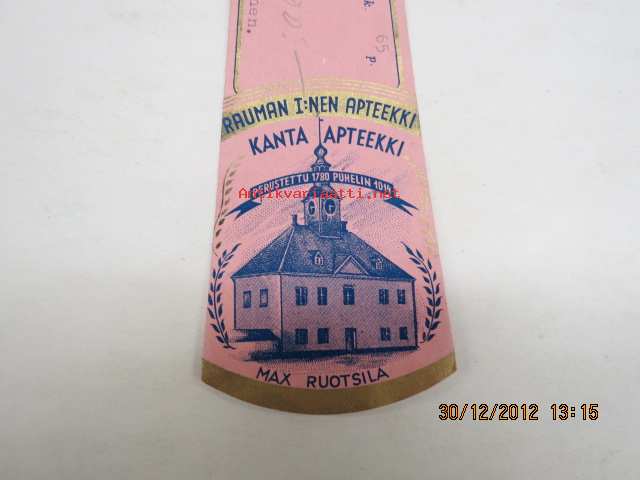 k. 65 p.
nen.
RAUMAN I:NEN APTEEKKI
KANTA APTEEKKI
PERUSTETTU 1780 PUHELIN 1014
Antikvariaatti.net
MAX RUOTSILA
30/12/2012 13:15